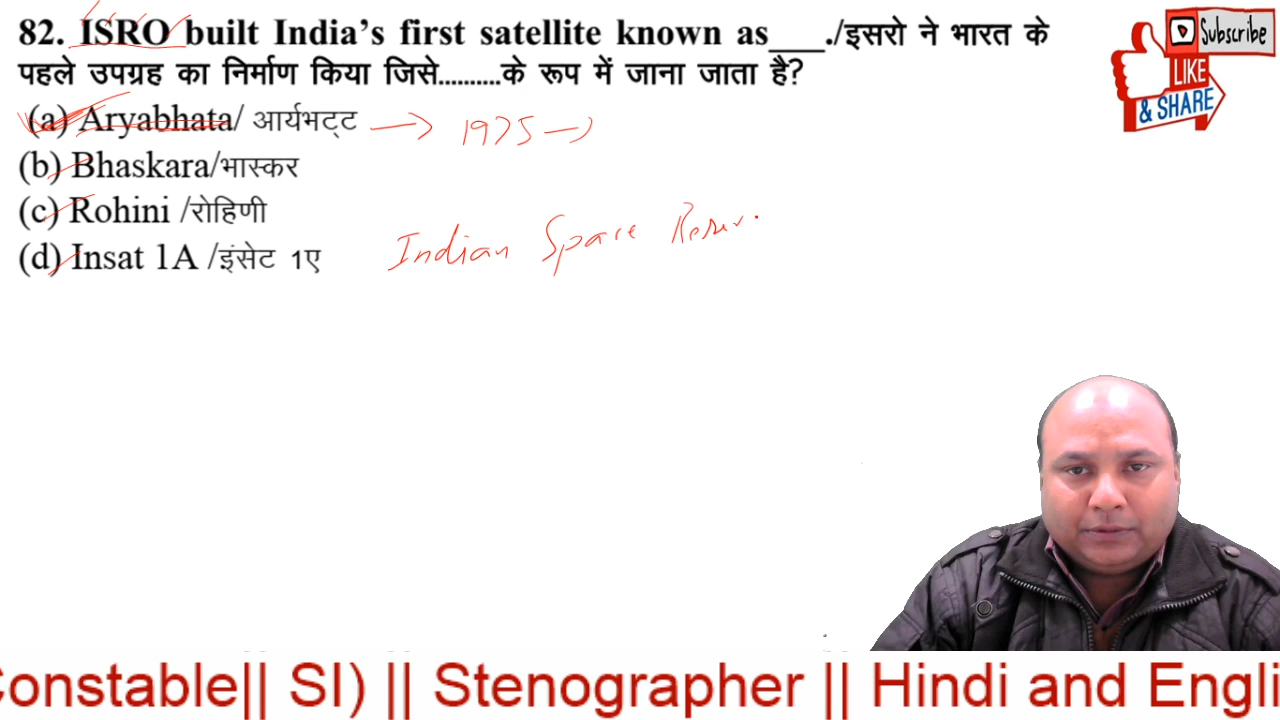 82. ISRO built India's first satellite known as___./इसरो ने भारत के
पहले उपग्रह का निर्माण किया जिसे..........के रूप में जाना जाता है?
(a) Aryabhata/ आर्यभट्ट → 1975 →
(b) Bhaskara/भास्कर
(c) Rohini /रोहिणी
(d) Insat 1A /इंसेट 1ए
Indian Space
Subscribe
LIKE
& SHARE
Constable|| SI) || Stenographer || Hindi and Engli